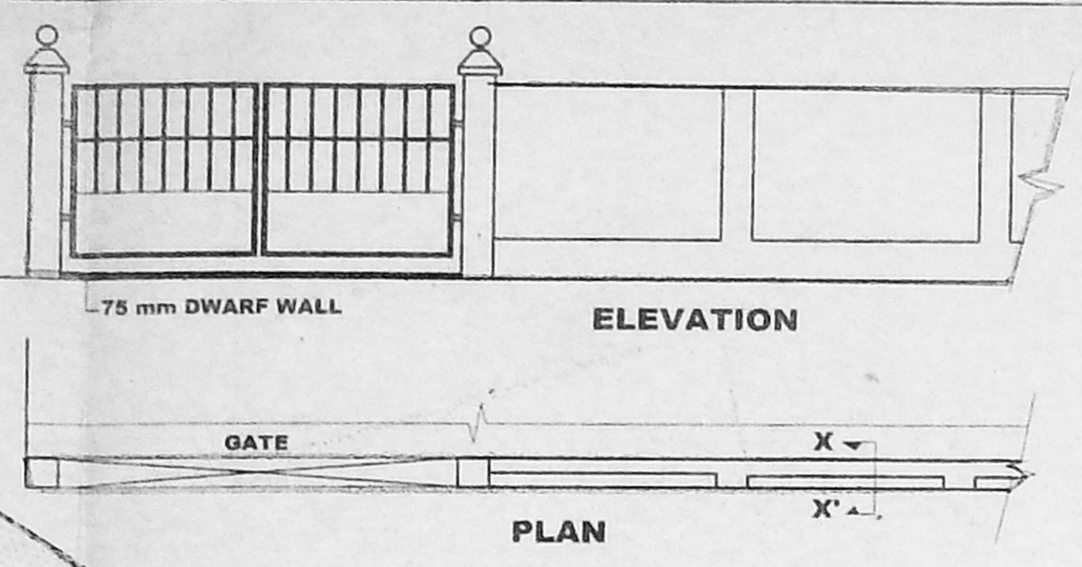 75 mm DWARF WALL
ELEVATION
GATE
X
X'
PLAN